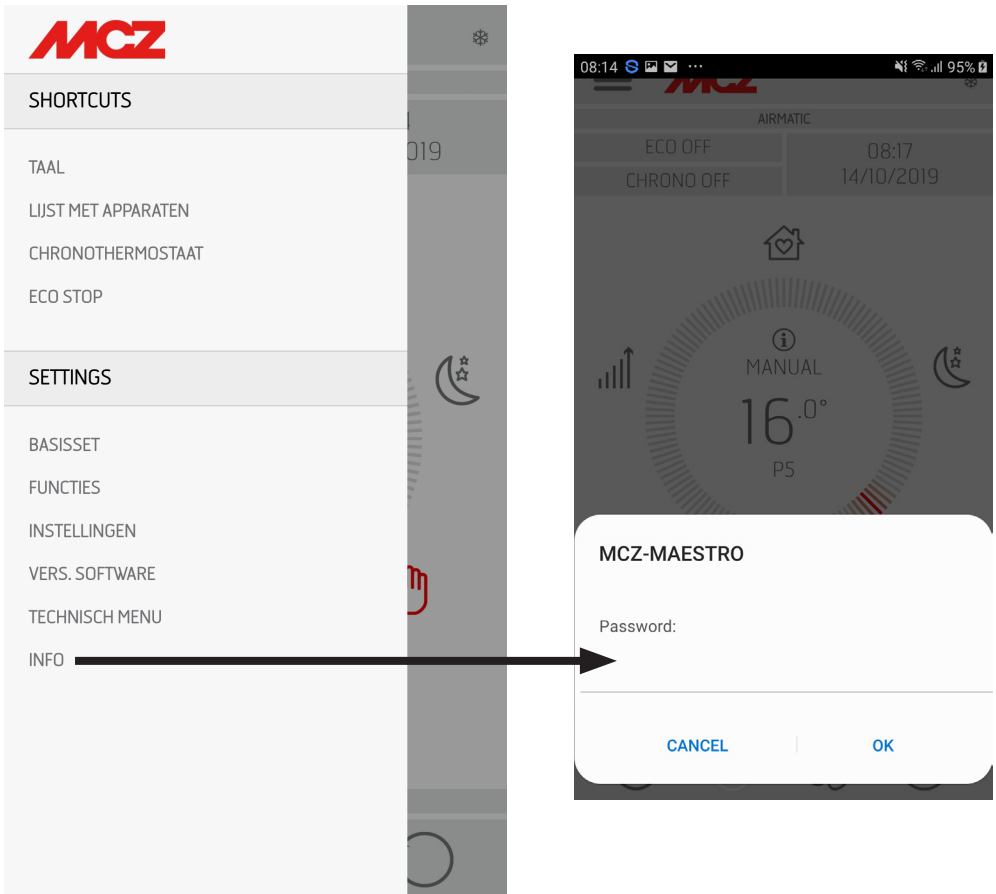 MCZ
SHORTCUTS
TAAL
LIJST MET APPARATEN
CHRONOTHERMOSTAAT
ECO STOP
SETTINGS
BASISSET
FUNCTIES
INSTELLINGEN
VERS. SOFTWARE
TECHNISCH MENU
INFO
019
08:14
95%
MCZ
AIRMATIC
ECO OFF
CHRONO OFF
08:17
14/10/2019
MANUAL
16.0°
P5
MCZ-MAESTRO
Password:
CANCEL
OK